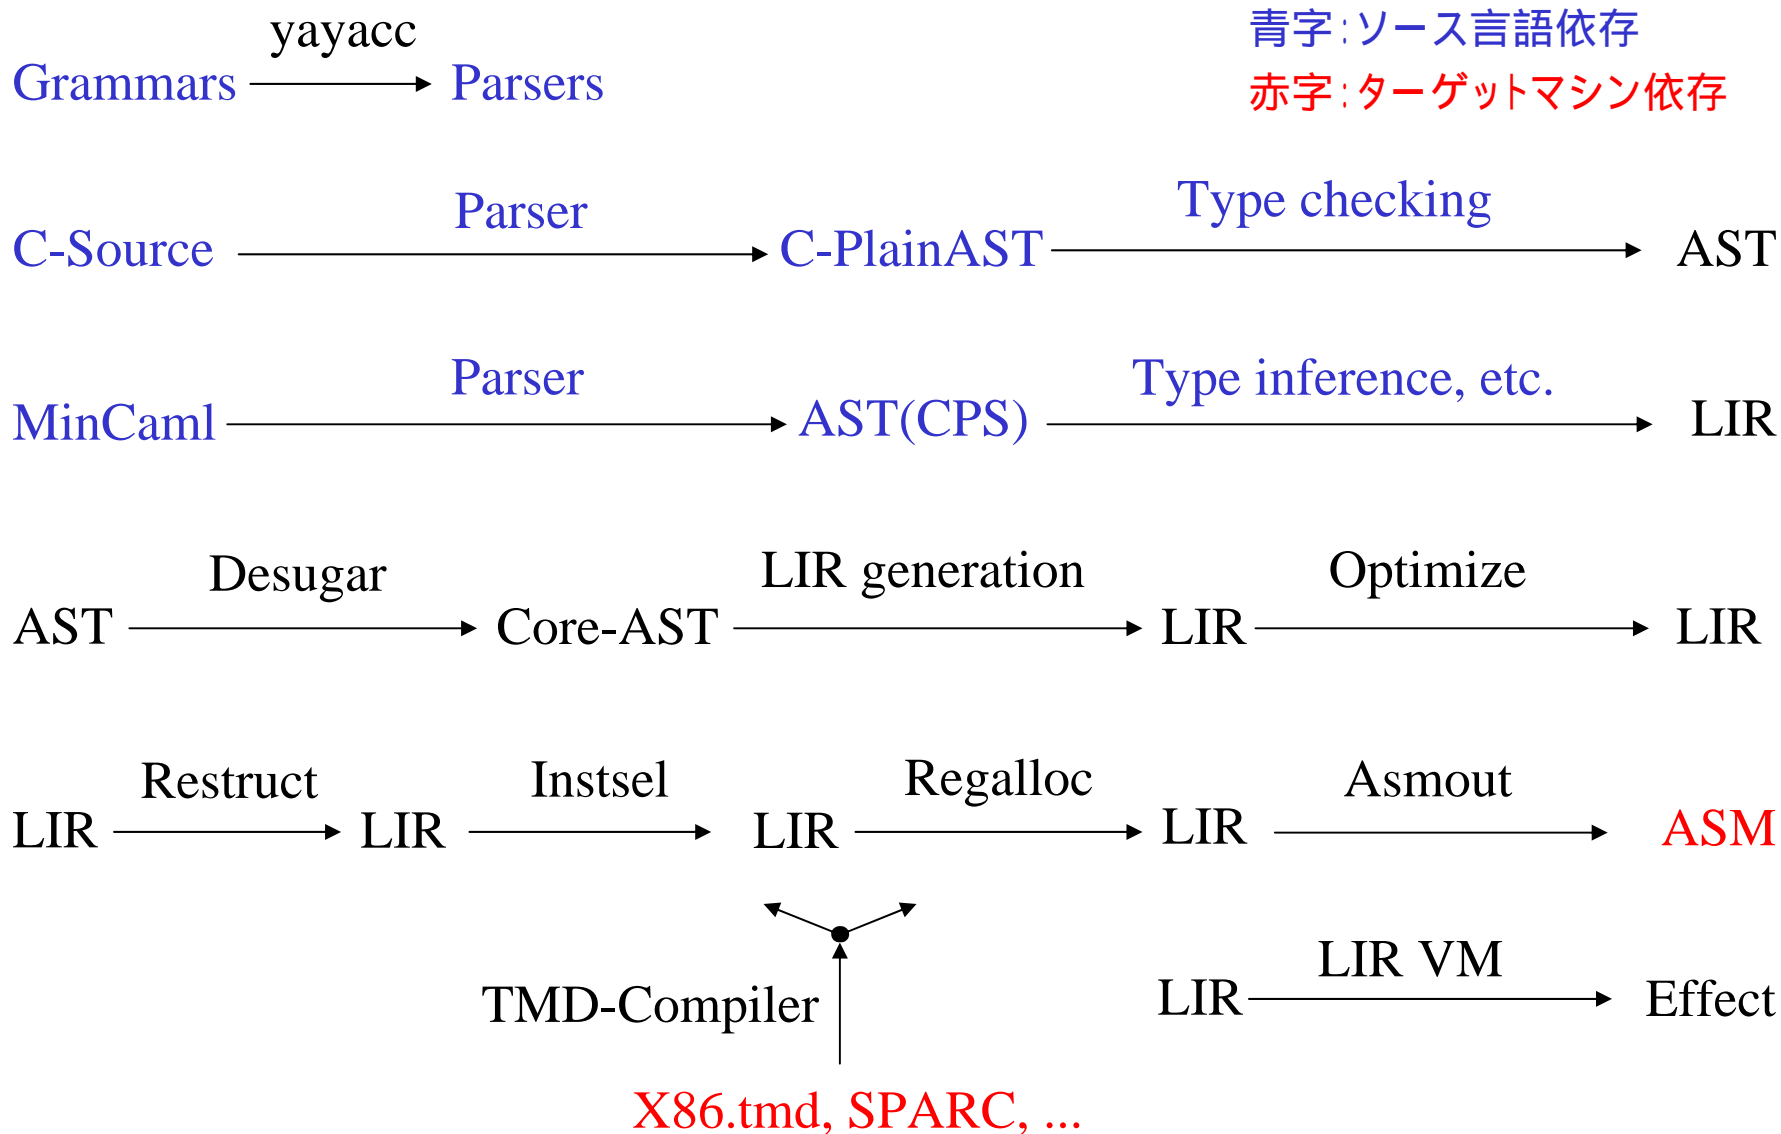 yayacc
青字:ソース言語依存
Grammars Parsers
赤字:ターゲットマシン依存
Parser Type checking
C-Source C-PlainAST AST
Parser Type inference, etc.
MinCaml AST(CPS) LIR
Desugar LIR generation Optimize
AST Core-AST LIR LIR
Restruct Instsel Regalloc Asmout
LIR LIR LIR LIR ASM
LIR VM
TMD-Compiler LIR Effect
X86.tmd, SPARC, ...